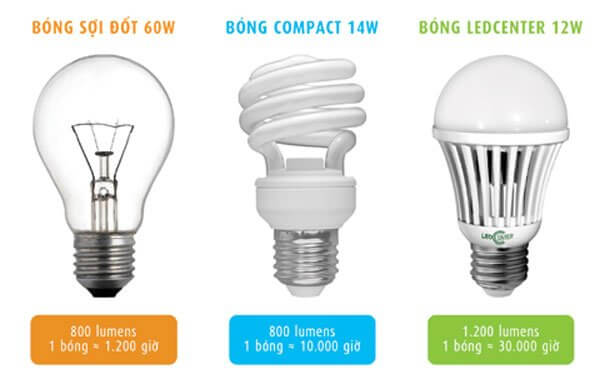 BÓNG SỢI ĐỐT 60W
BÓNG COMPACT 14W
BÓNG LEDCENTER 12W
LEDCENTER
800 lumens
1 bóng ≈ 1.200 giờ
800 lumens
1 bóng ≈ 10.000 giờ
1.200 lumens
1 bóng ≈ 30.000 giờ